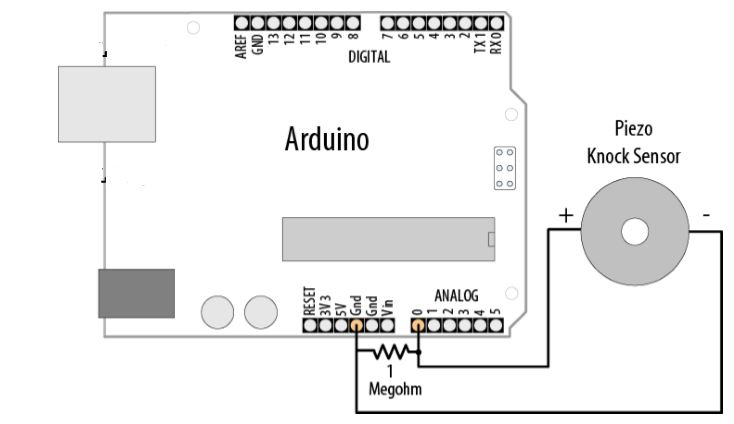 AREF
GND
13
12
11
10
9
8
7
6
5
4
3
2
TX 1
RX 0
DIGITAL
Arduino
Piezo
Knock Sensor
+
-
RESET
3V3
5V
Gnd
Gnd
Vin
ANALOG
0
1
2
3
4
5
1
Megohm